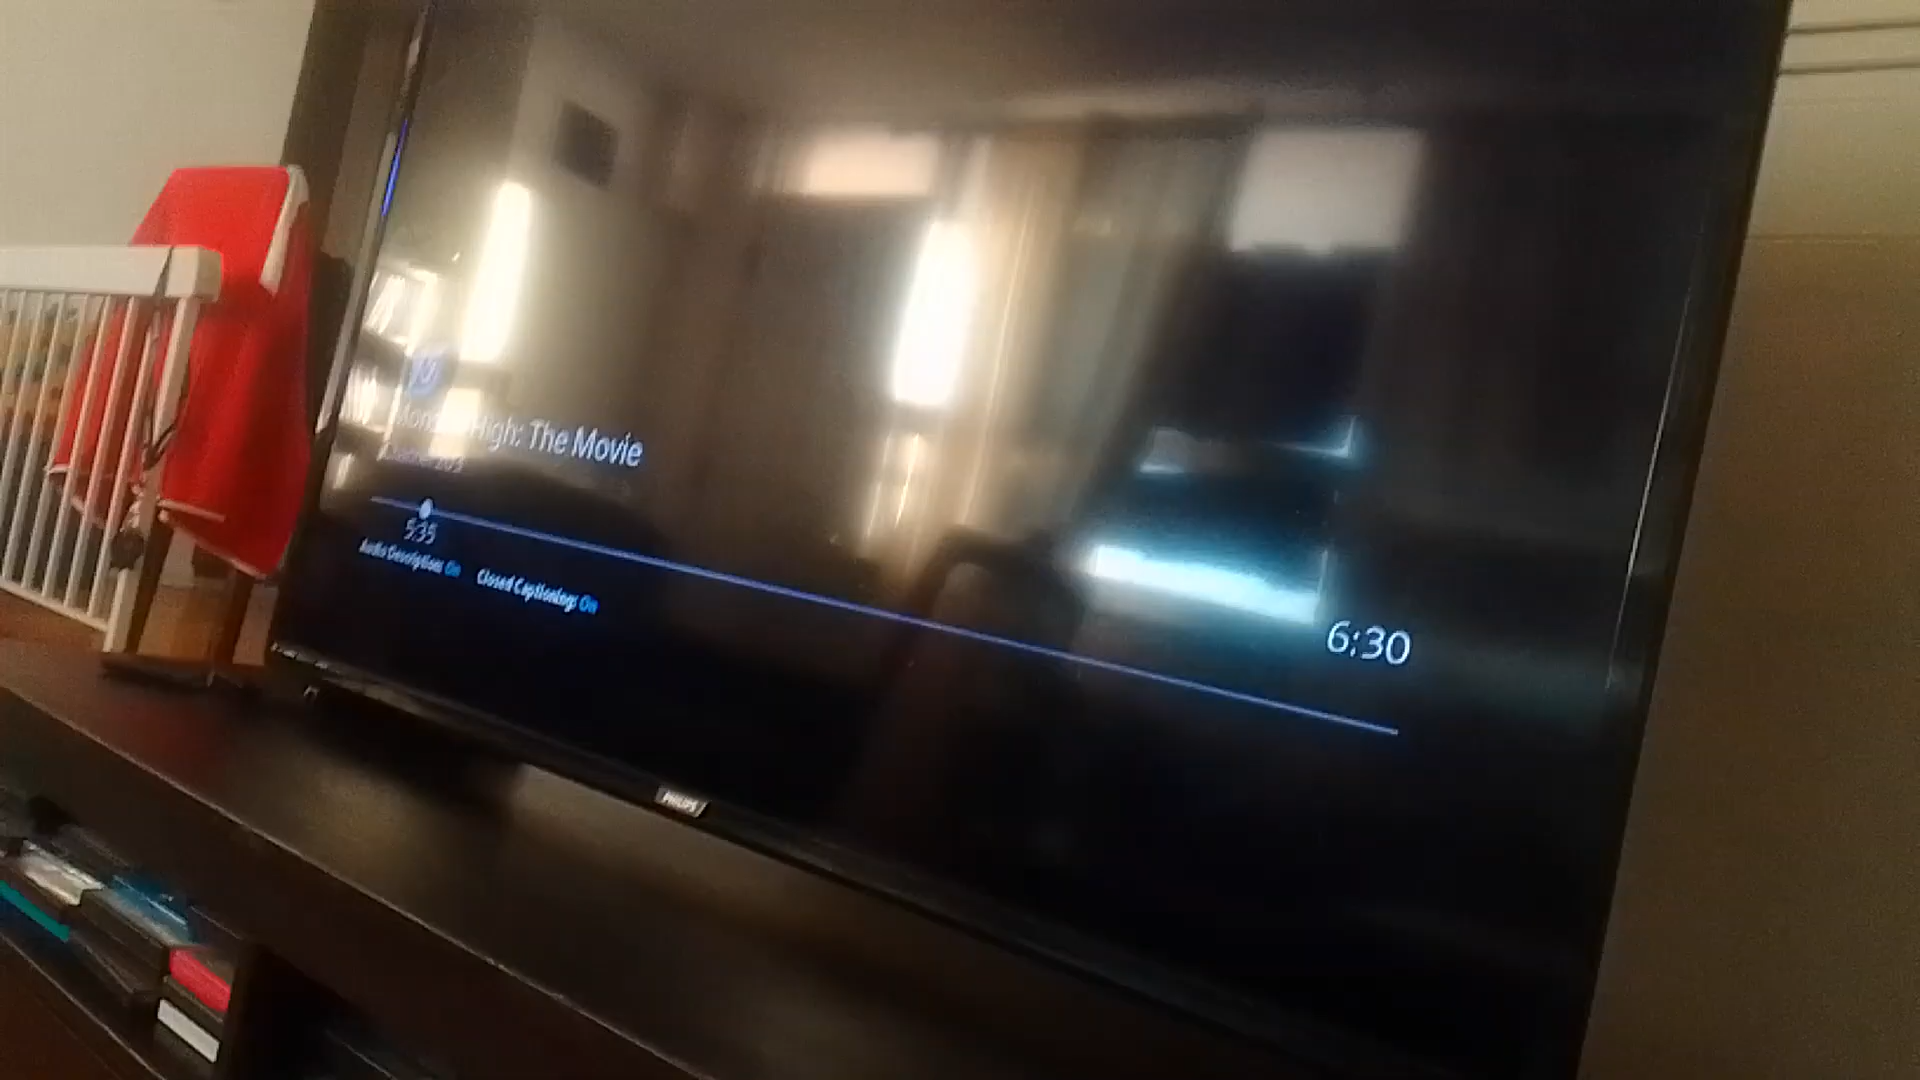 High: The Movie
5:35
6:30
Audio Description: On Closed Captioning: On
PHILIPS